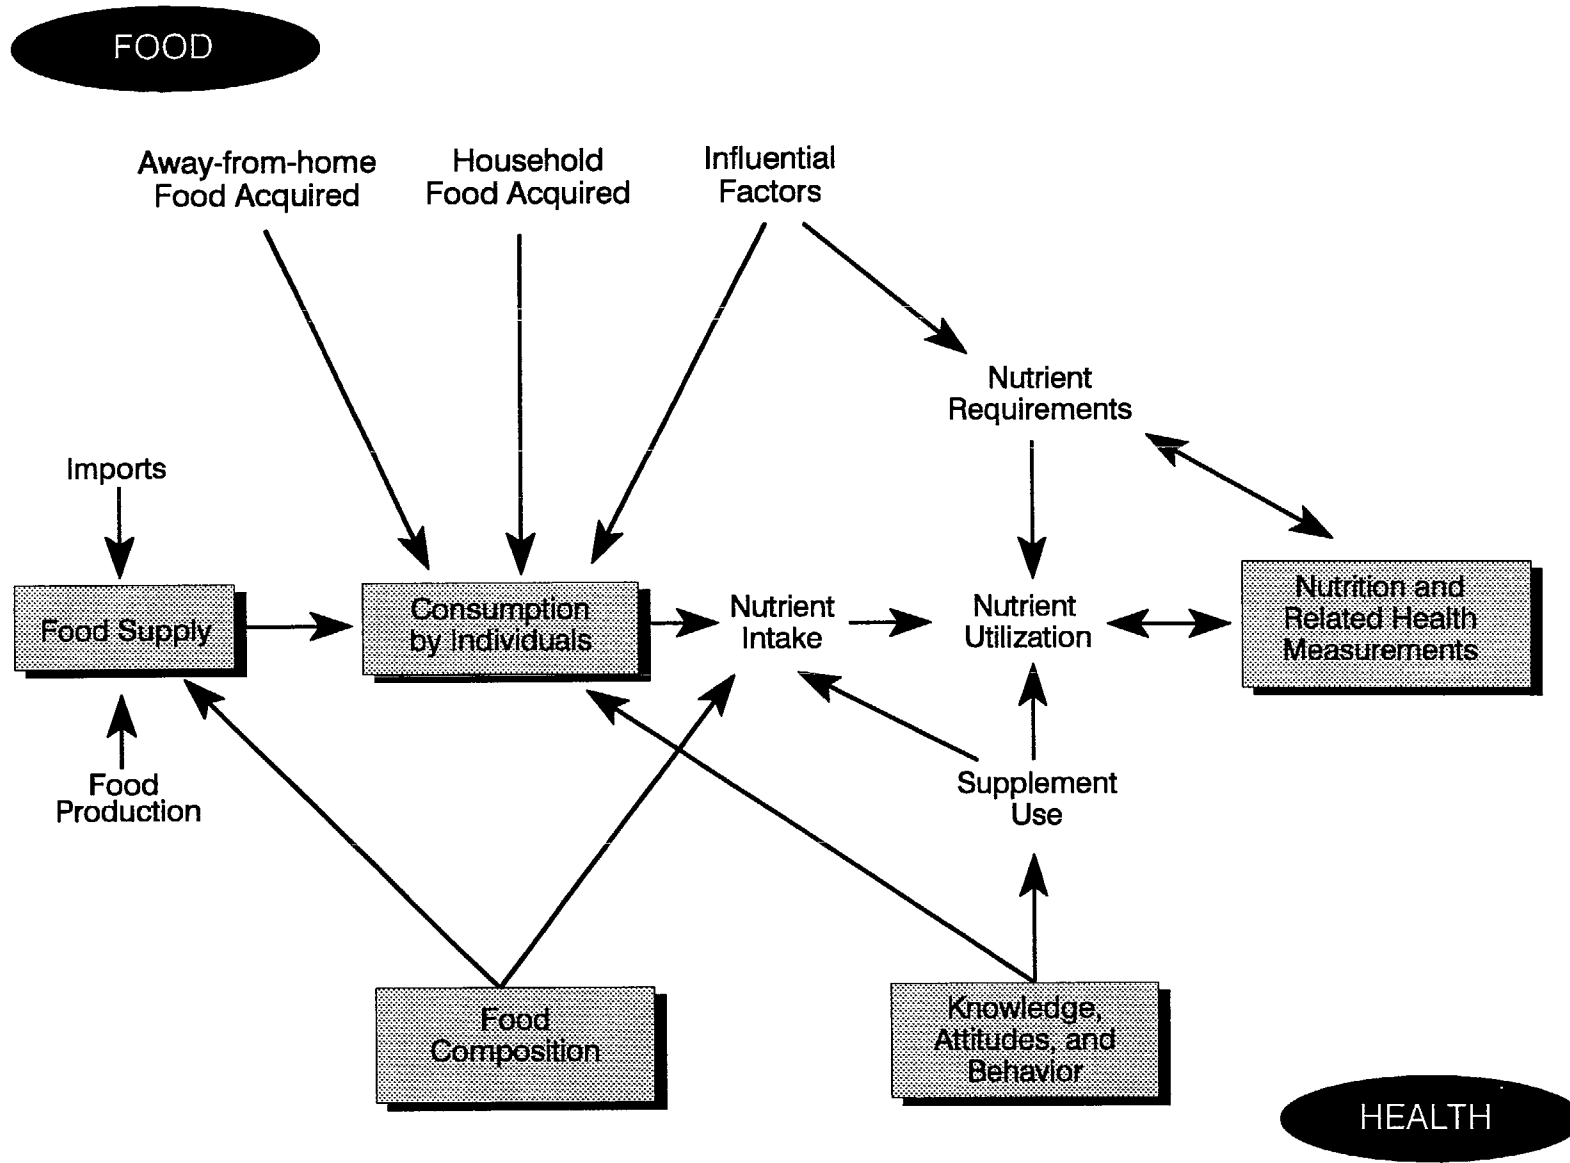 FOOD
Away-from-home
Food Acquired
Household
Food Acquired
Influential
Factors
Nutrient
Requirements
Imports
Food Supply
Consumption
by Individuals
Nutrient
Intake
Nutrient
Utilization
Nutrition and
Related Health
Measurements
Food
Production
Supplement
Use
Food
Composition
Knowledge,
Attitudes, and
Behavior
HEALTH